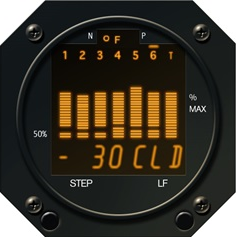 N °F P
1 2 3 4 5 6 T
%
MAX
50%
- 30 CLD
STEP LF